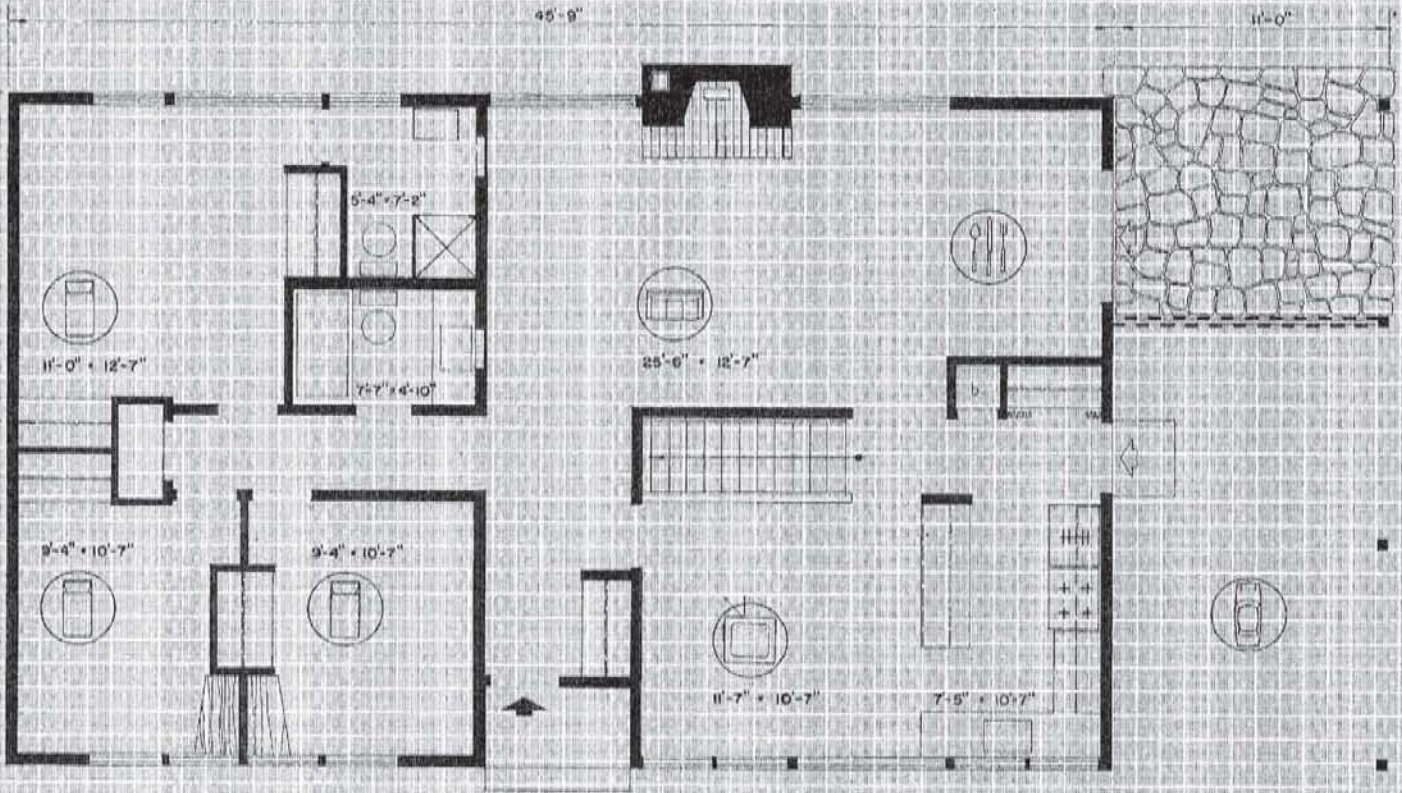 45'-9"
11'-0"
5'-4" × 7'-2"
11'-0" × 12'-7"
25'-6" × 12'-7"
7'-7" × 4'-10"
b
9'-4" × 10'-7"
9'-4" × 10'-7"
11'-7" × 10'-7"
7'-5" × 10'-7"